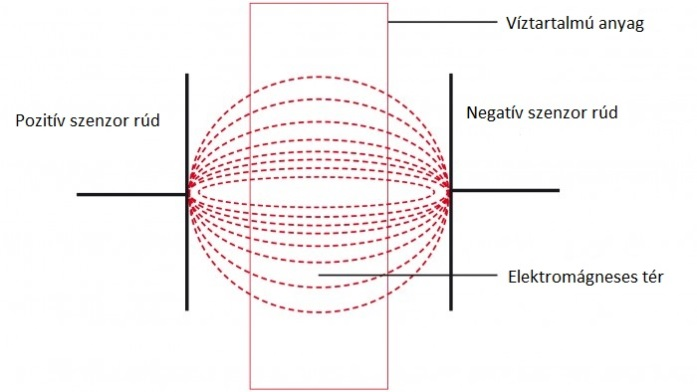 Víztartalmú anyag
Pozitív szenzor rúd
Negatív szenzor rúd
Elektromágneses tér